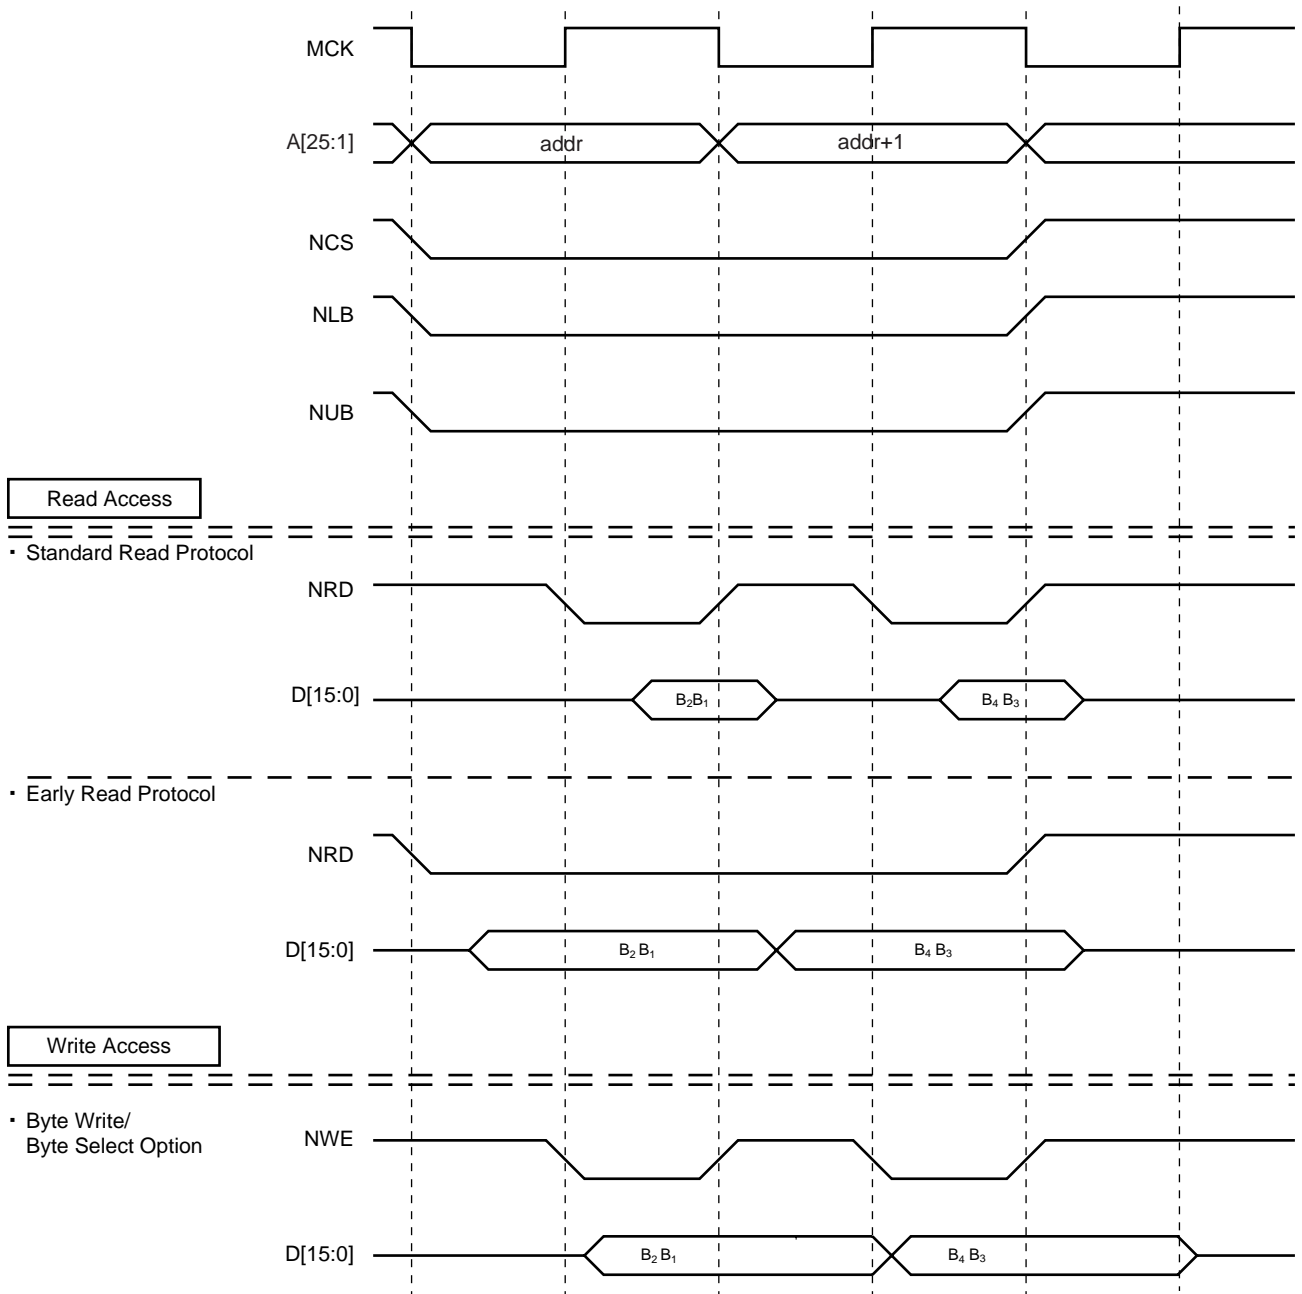 MCK
A[25:1] addr addr+1
NCS
NLB
NUB
Read Access
· Standard Read Protocol
NRD
D[15:0] B₂B₁ B₄ B₃
· Early Read Protocol
NRD
D[15:0] B₂ B₁ B₄ B₃
Write Access
· Byte Write/
Byte Select Option
NWE
D[15:0] B₂ B₁ B₄ B₃